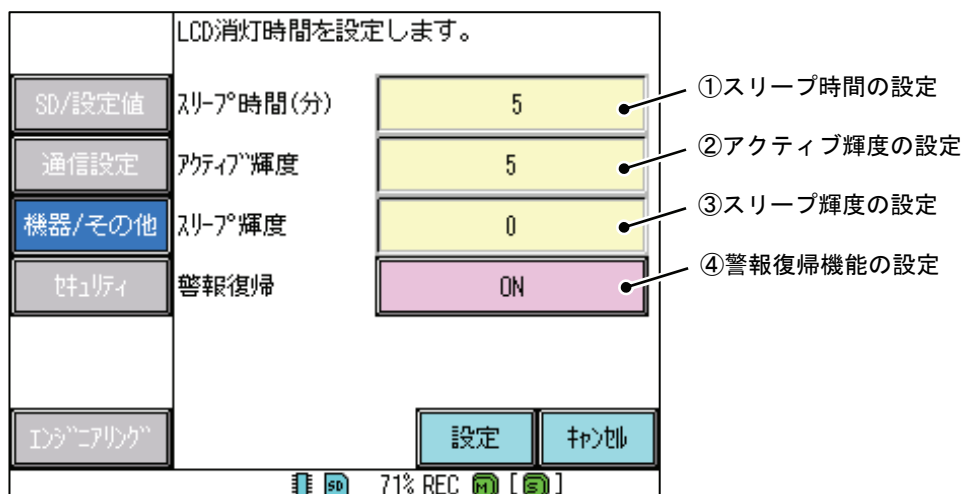 LCD消灯時間を設定します。
SD/設定値 ｽﾘｰﾌﾟ時間(分) 5 ①スリープ時間の設定
通信設定 ｱｸﾃｨﾌﾞ輝度 5 ②アクティブ輝度の設定
機器/その他 ｽﾘｰﾌﾟ輝度 0 ③スリープ輝度の設定
ｾｷｭﾘﾃｨ 警報復帰 ON ④警報復帰機能の設定
ｴﾝｼﾞﾆｱﾘﾝｸﾞ 設定 ｷｬﾝｾﾙ
SD 71% REC M [S]